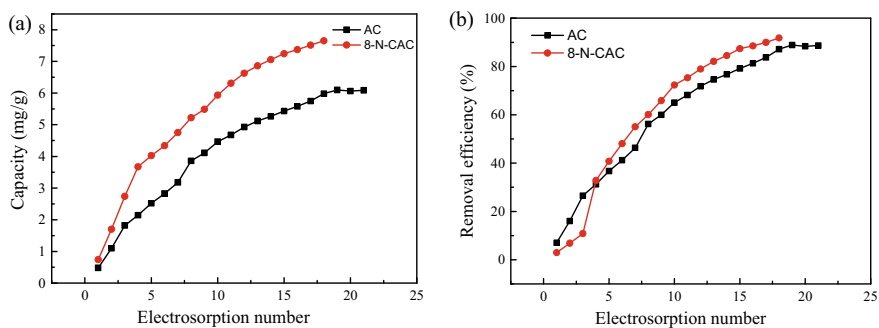 (a)
AC
8-N-CAC
Capacity (mg/g)
8
7
6
5
4
3
2
1
0
0 5 10 15 20 25
Electrosorption number
(b)
AC
8-N-CAC
Removal efficiency (%)
100
80
60
40
20
0
0 5 10 15 20 25
Electrosorption number